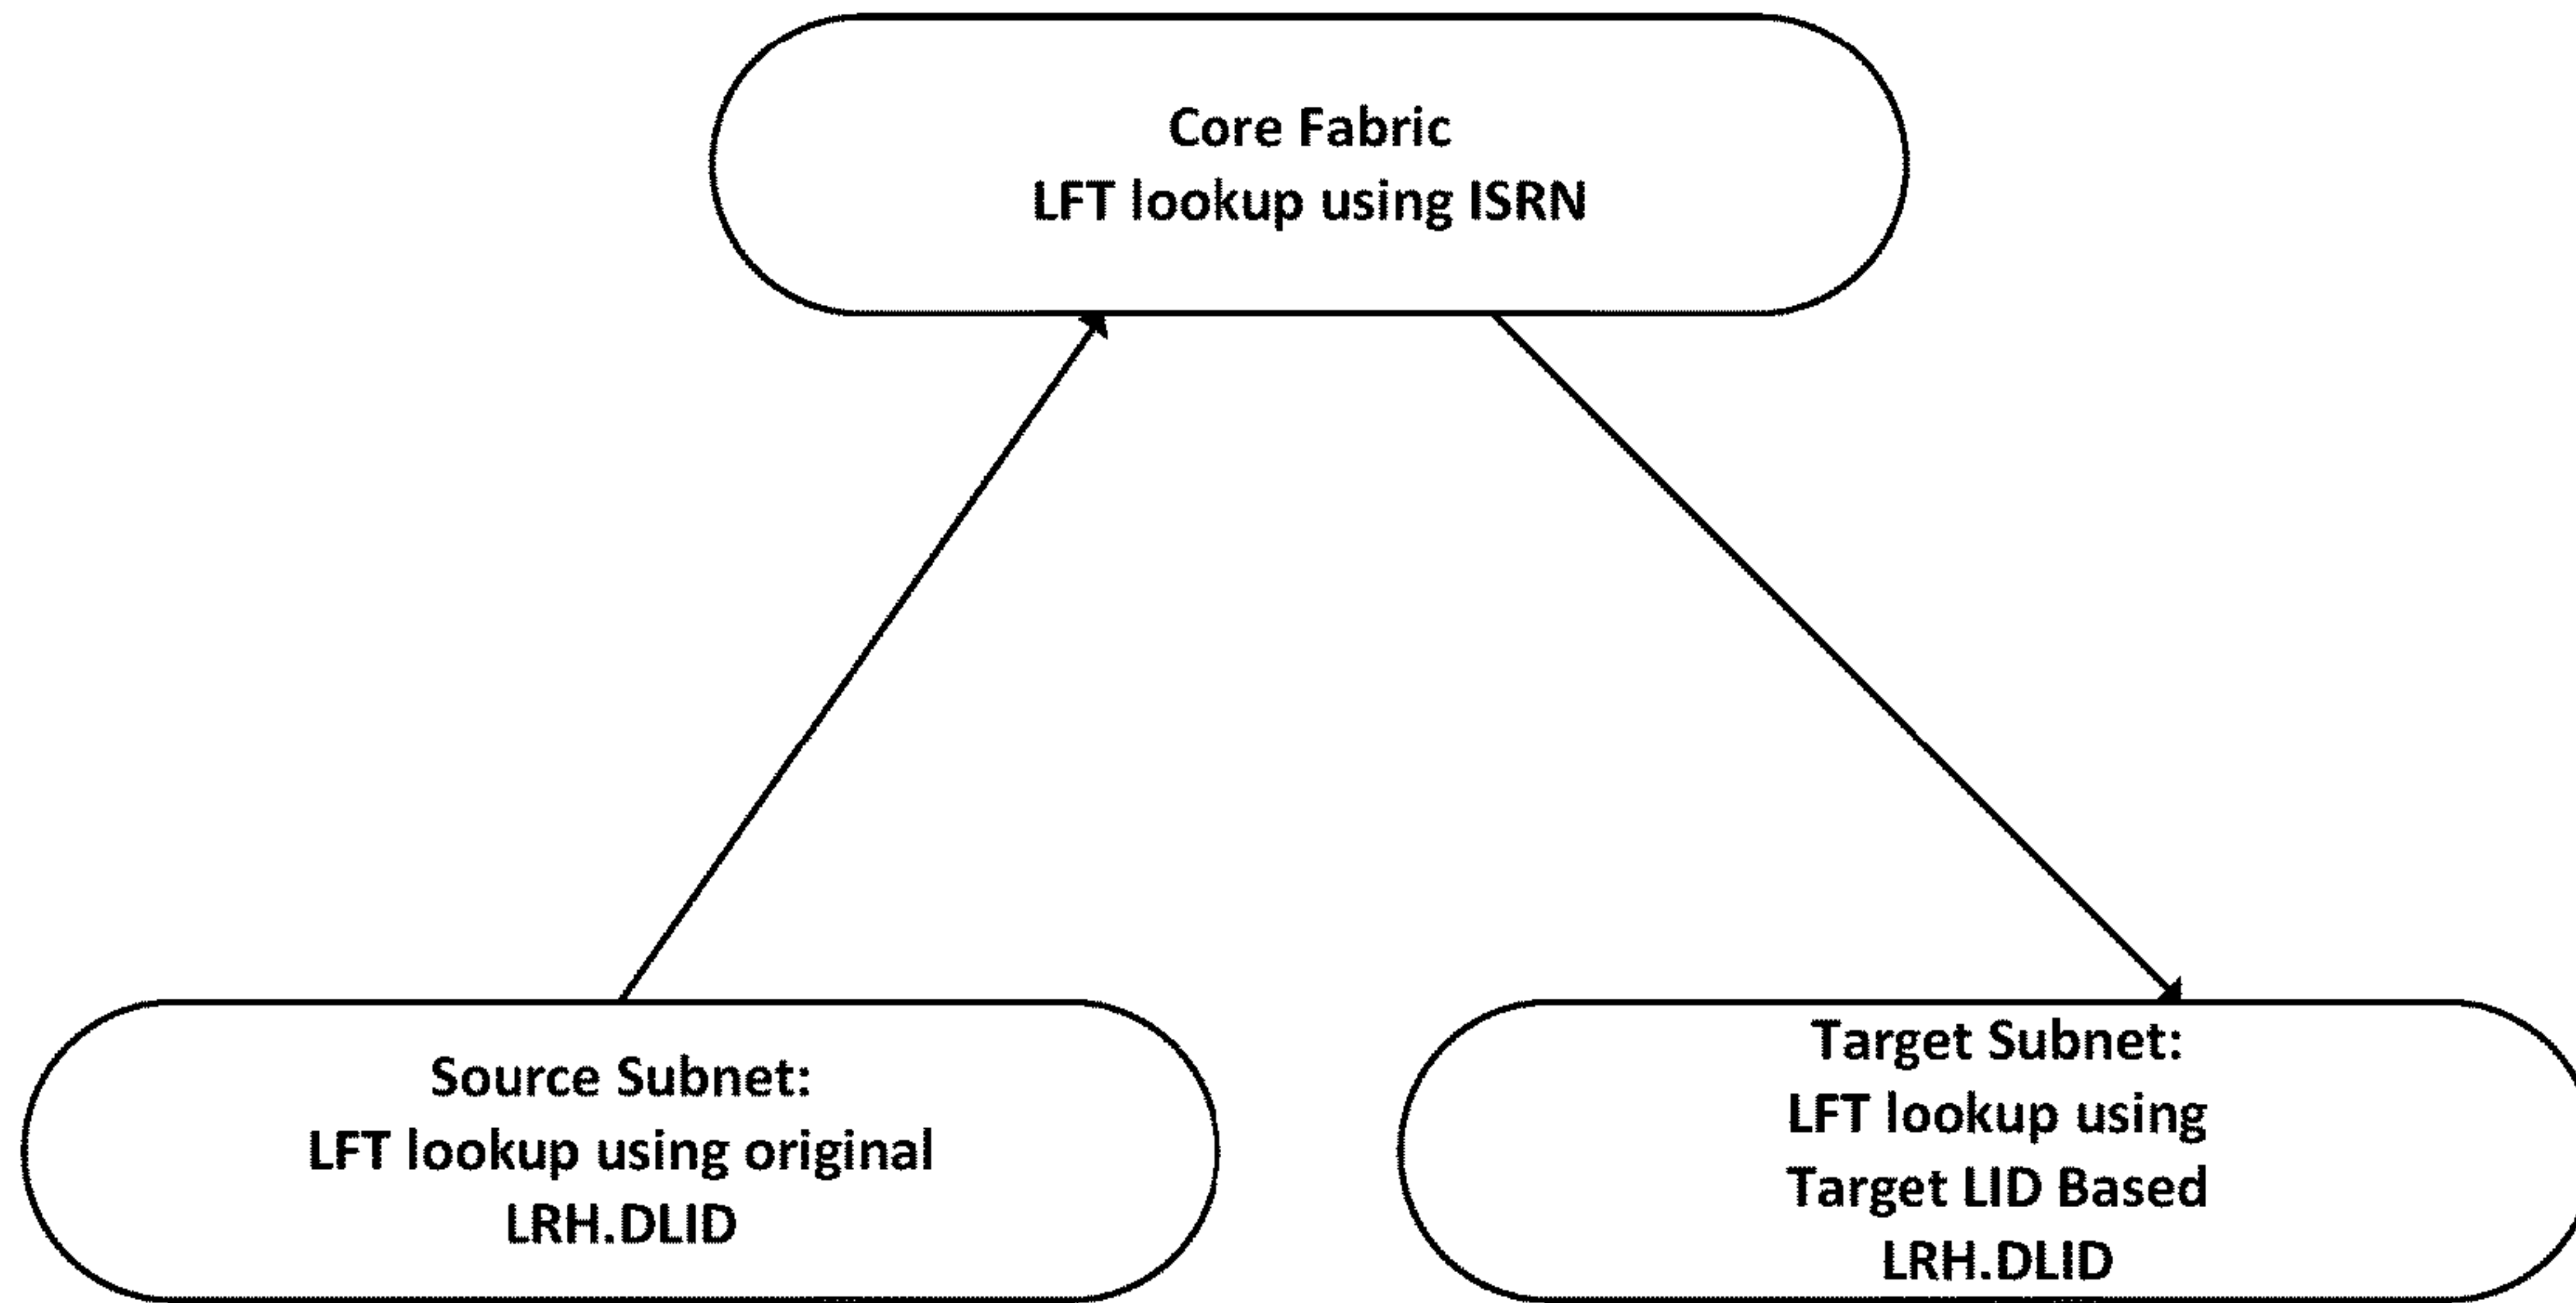 Core Fabric
LFT lookup using ISRN
Source Subnet:
LFT lookup using original
LRH.DLID
Target Subnet:
LFT lookup using
Target LID Based
LRH.DLID